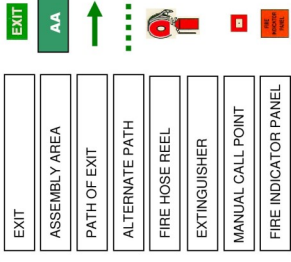 EXIT
EXIT
ASSEMBLY AREA
AA
PATH OF EXIT
ALTERNATE PATH
FIRE HOSE REEL
EXTINGUISHER
MANUAL CALL POINT
FIRE INDICATOR PANEL
FIRE
INDICATOR
PANEL